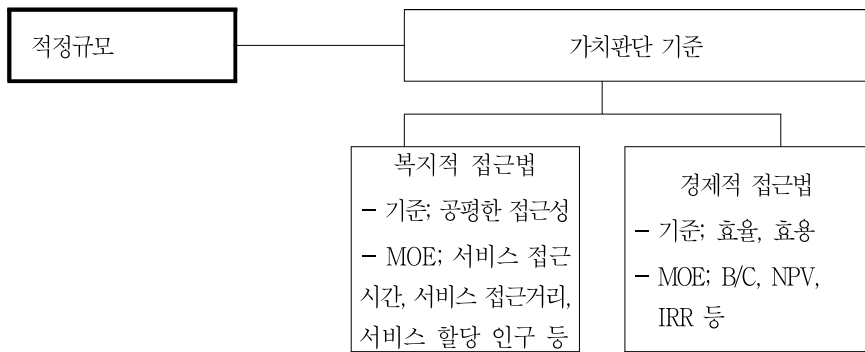 적정규모
가치판단 기준
복지적 접근법
- 기준; 공평한 접근성
- MOE; 서비스 접근
시간, 서비스 접근거리,
서비스 할당 인구 등
경제적 접근법
- 기준; 효율, 효용
- MOE; B/C, NPV,
IRR 등